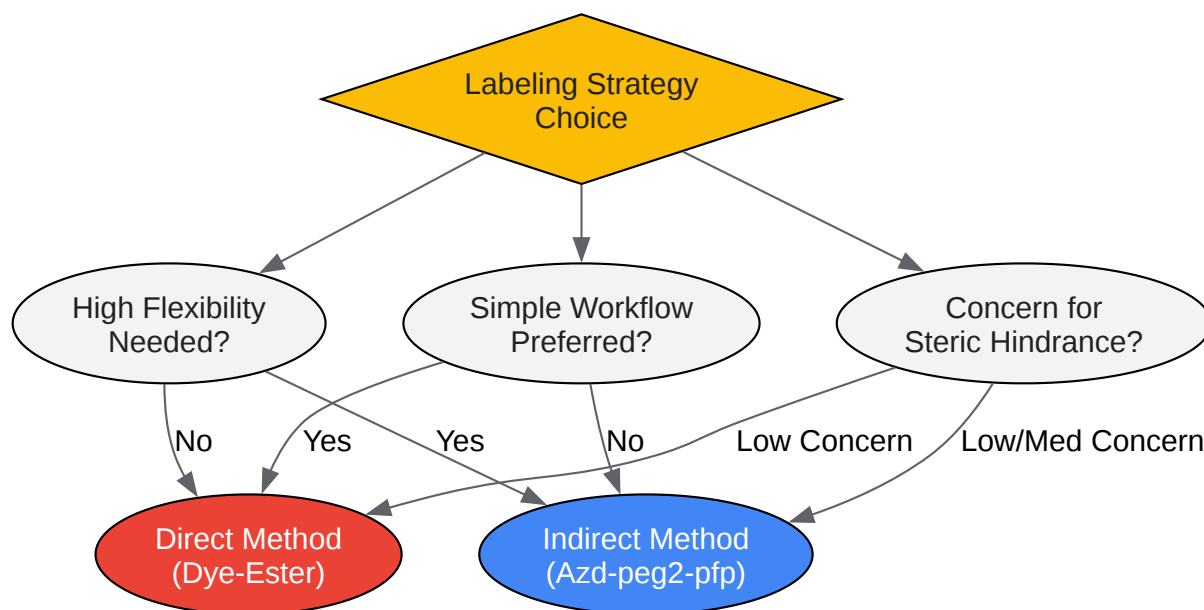 Labeling Strategy
Choice
High Flexibility
Needed?
Simple Workflow
Preferred?
Concern for
Steric Hindrance?
No
Yes
Yes
No
Low Concern
Low/Med Concern
Direct Method
(Dye-Ester)
Indirect Method
(Azd-peg2-pfp)